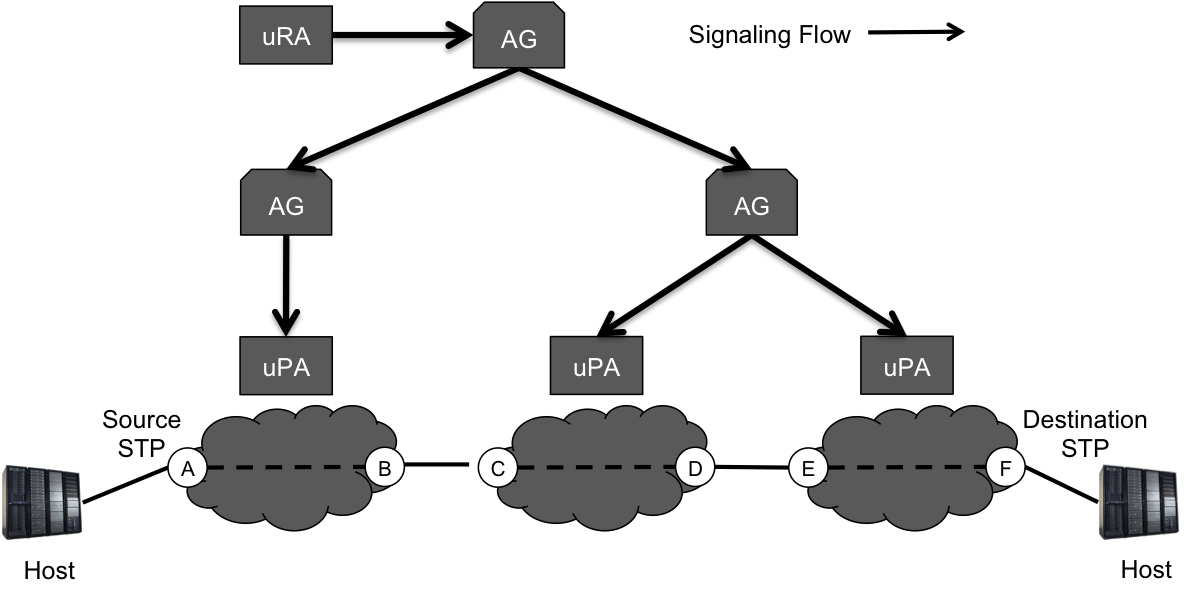 uRA
AG
Signaling Flow
AG
AG
uPA
uPA
uPA
Source
STP
Destination
STP
A
B
C
D
E
F
Host
Host